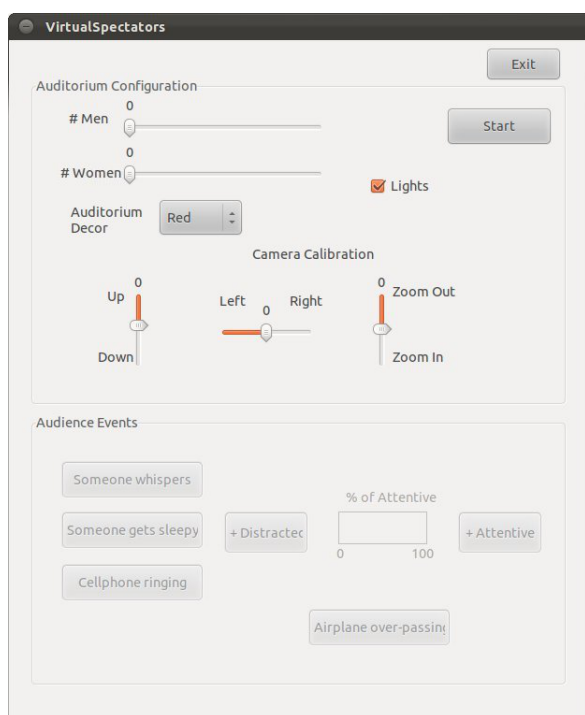 VirtualSpectators
Exit
Auditorium Configuration
0
# Men
Start
0
# Women
Lights
Auditorium
Decor
Red
Camera Calibration
0
Up
Down
Left
0
Right
0
Zoom Out
Zoom In
Audience Events
Someone whispers
Someone gets sleepy
Cellphone ringing
+ Distracted
% of Attentive
0
100
+ Attentive
Airplane over-passing